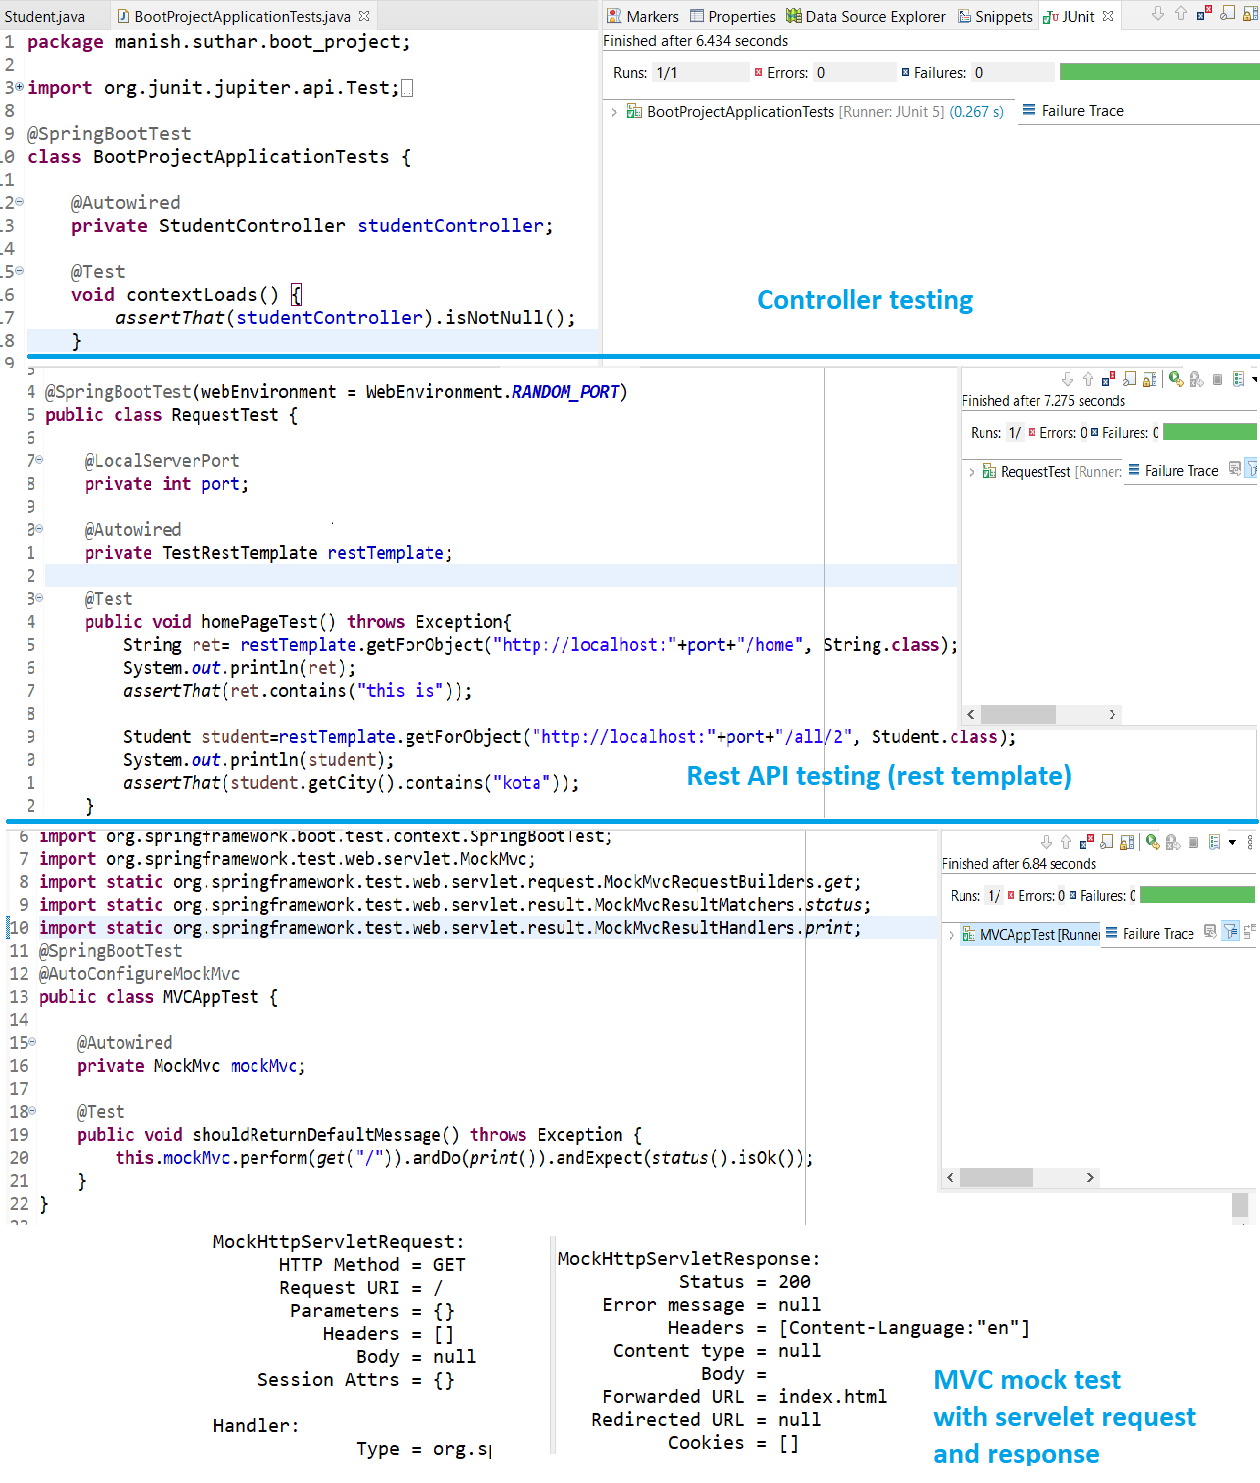 Student.java
BootProjectApplicationTests.java
Markers Properties Data Source Explorer Snippets JUnit
Finished after 6.434 seconds
Runs: 1/1 Errors: 0 Failures: 0
BootProjectApplicationTests [Runner: JUnit 5] (0.267 s)
Failure Trace
1 package manish.suthar.boot_project;
2
3 import org.junit.jupiter.api.Test;
8
9 @SpringBootTest
0 class BootProjectApplicationTests {
1
2 @Autowired
3 private StudentController studentController;
4
5 @Test
6 void contextLoads() {
7 assertThat(studentController).isNotNull();
8 }
9
Controller testing
4 @SpringBootTest(webEnvironment = WebEnvironment.RANDOM_PORT)
5 public class RequestTest {
6
7 @LocalServerPort
8 private int port;
9
0 @Autowired
1 private TestRestTemplate restTemplate;
2
3 @Test
4 public void homePageTest() throws Exception{
5 String ret= restTemplate.getForObject("http://localhost:"+port+"/home", String.class);
6 System.out.println(ret);
7 assertThat(ret.contains("this is"));
8
9 Student student=restTemplate.getForObject("http://localhost:"+port+"/all/2", Student.class);
0 System.out.println(student);
1 assertThat(student.getCity().contains("kota"));
2 }
Finished after 7.275 seconds
Runs: 1/ Errors: 0 Failures: 0
RequestTest [Runner:
Failure Trace
Rest API testing (rest template)
6 import org.springframework.boot.test.context.SpringBootTest;
7 import org.springframework.test.web.servlet.MockMvc;
8 import static org.springframework.test.web.servlet.request.MockMvcRequestBuilders.get;
9 import static org.springframework.test.web.servlet.result.MockMvcResultMatchers.status;
10 import static org.springframework.test.web.servlet.result.MockMvcResultHandlers.print;
11 @SpringBootTest
12 @AutoConfigureMockMvc
13 public class MVCAppTest {
14
15 @Autowired
16 private MockMvc mockMvc;
17
18 @Test
19 public void shouldReturnDefaultMessage() throws Exception {
20 this.mockMvc.perform(get("/")).andDo(print()).andExpect(status().isOk());
21 }
22 }
Finished after 6.84 seconds
Runs: 1/ Errors: 0 Failures: 0
MVCAppTest [Runner
Failure Trace
MockHttpServletRequest:
HTTP Method = GET
Request URI = /
Parameters = {}
Headers = []
Body = null
Session Attrs = {}
Handler:
Type = org.sp
MockHttpServletResponse:
Status = 200
Error message = null
Headers = [Content-Language:"en"]
Content type = null
Body =
Forwarded URL = index.html
Redirected URL = null
Cookies = []
MVC mock test
with servelet request
and response